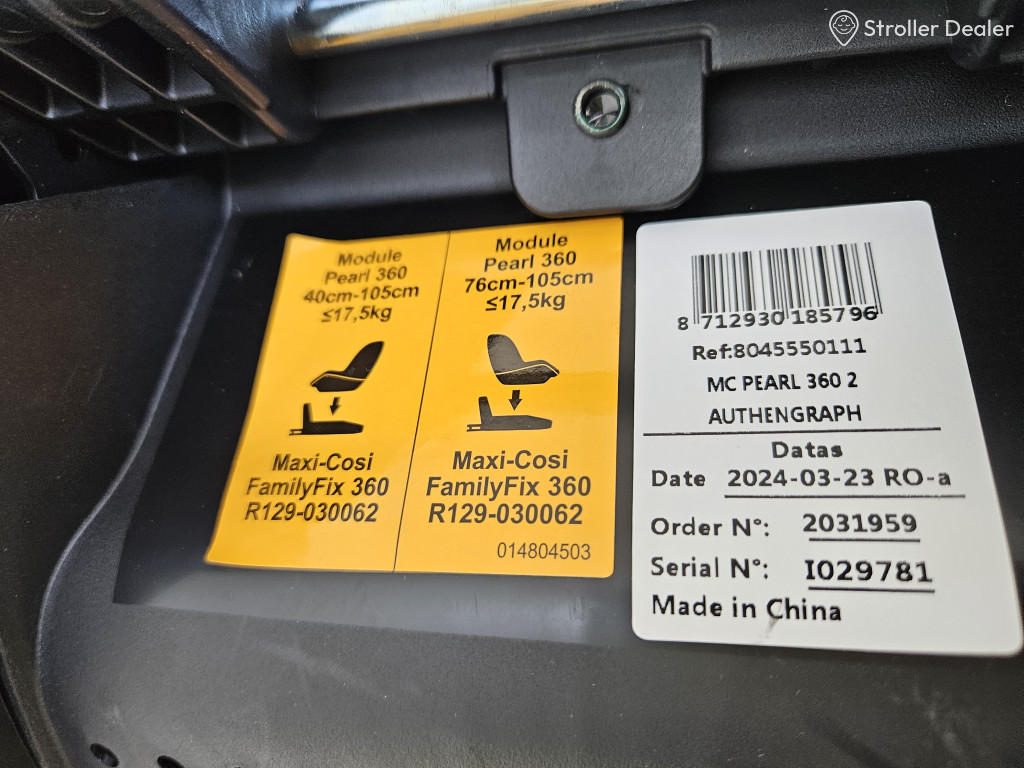 Stroller Dealer
Module
Pearl 360
40cm-105cm
≤17,5kg
Maxi-Cosi
FamilyFix 360
R129-030062
Module
Pearl 360
76cm-105cm
≤17,5kg
Maxi-Cosi
FamilyFix 360
R129-030062
014804503
8 712930 185796
Ref:8045550111
MC PEARL 360 2
AUTHENGRAPH
Datas
Date 2024-03-23 RO-a
Order N°: 2031959
Serial N°: I029781
Made in China